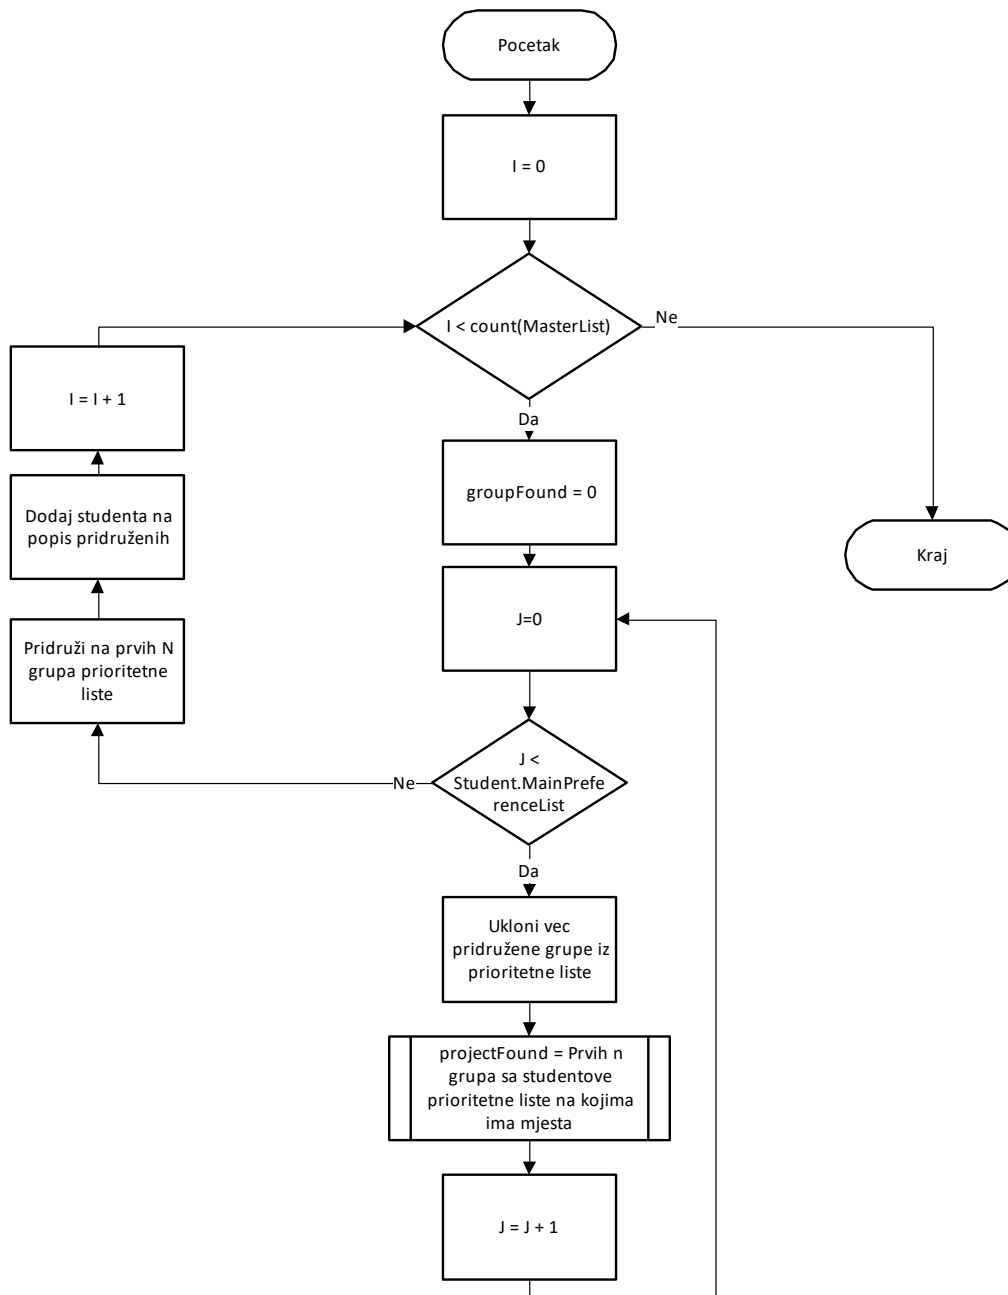 Pocetak
I = 0
I < count(MasterList)
Ne
Da
I = I + 1
groupFound = 0
Dodaj studenta na
popis pridruženih
Kraj
J=0
Pridruži na prvih N
grupa prioritetne
liste
J <
Student.MainPrefe
renceList
Ne
Da
Ukloni vec
pridružene grupe iz
prioritetne liste
projectFound = Prvih n
grupa sa studentove
prioritetne liste na kojima
ima mjesta
J = J + 1